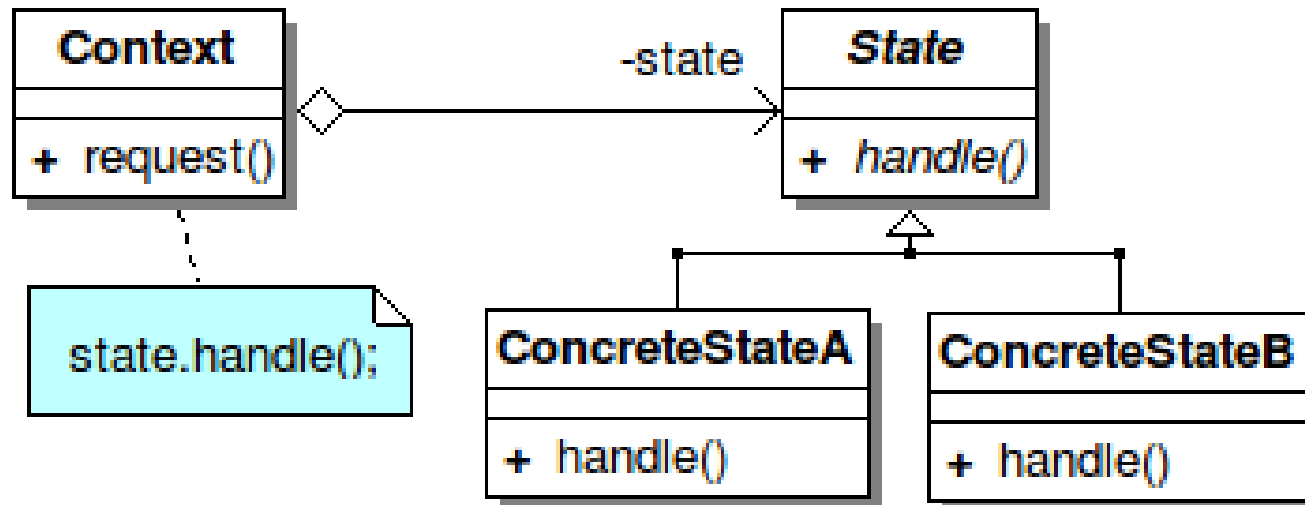 Context
+ request()
-state
State
+ handle()
state.handle();
ConcreteStateA
+ handle()
ConcreteStateB
+ handle()